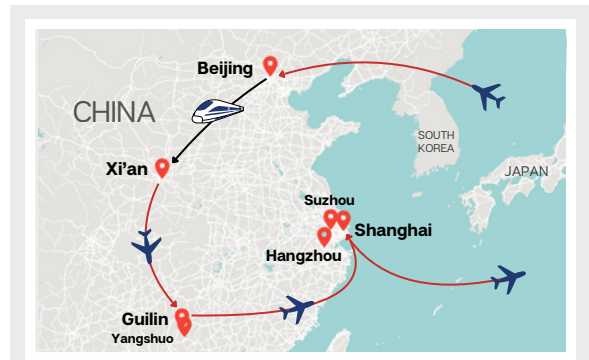 Beijing
CHINA
SOUTH
KOREA
Xi'an
JAPAN
Suzhou
Shanghai
Hangzhou
Guilin
Yangshuo